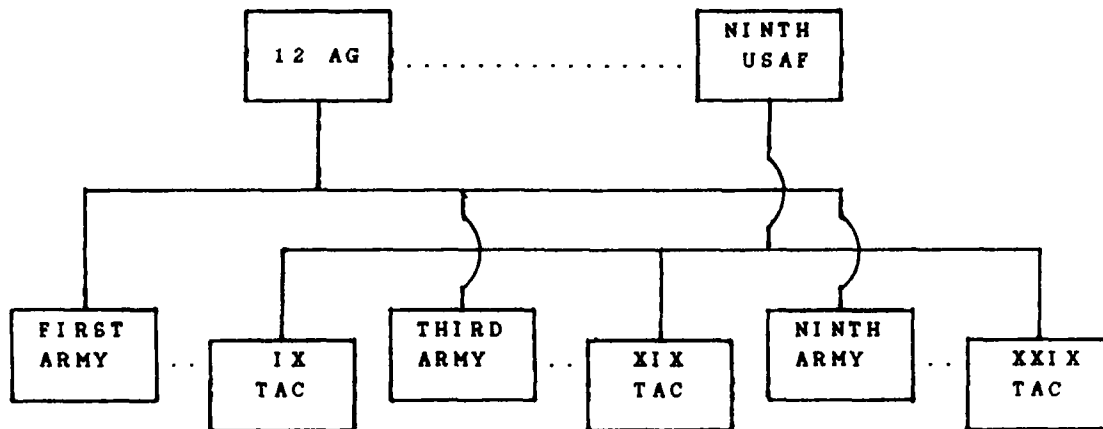 12 AG
NINTH
USAF
FIRST
ARMY
IX
TAC
THIRD
ARMY
XIX
TAC
NINTH
ARMY
XXIX
TAC